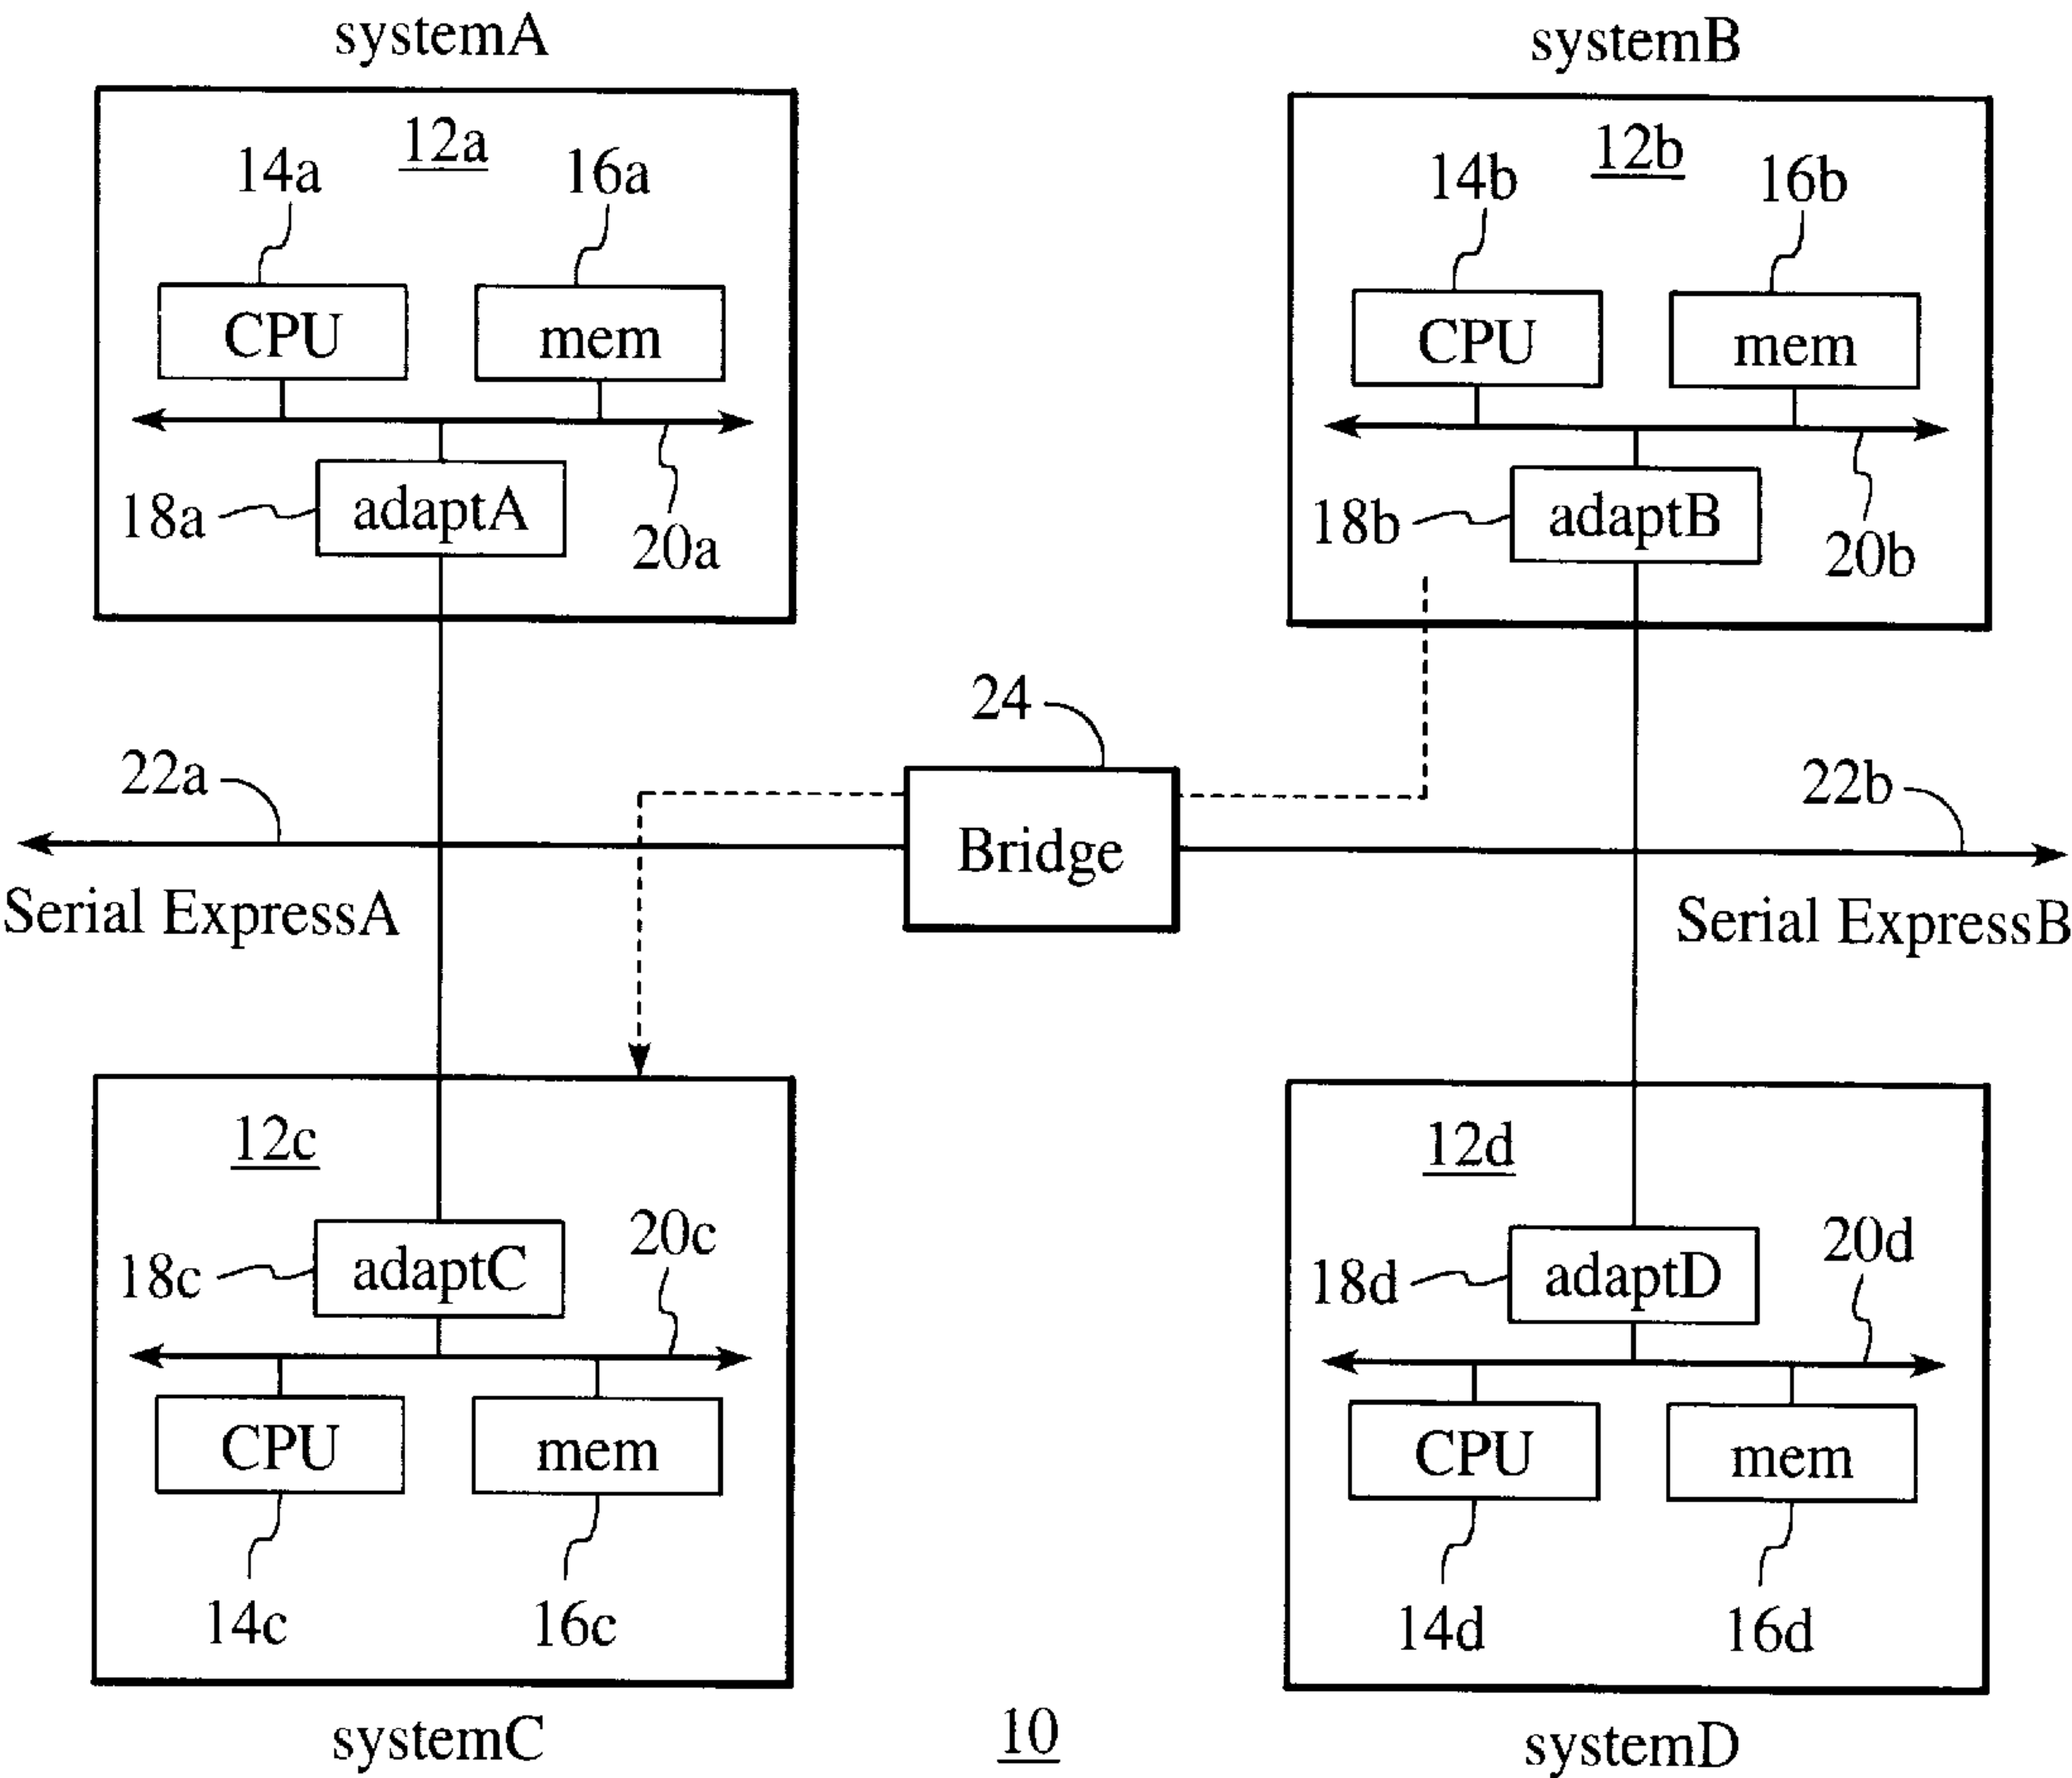 systemA
12a
14a
16a
CPU
mem
18a
adaptA
20a
systemB
12b
14b
16b
CPU
mem
18b
adaptB
20b
24
22a
Bridge
22b
Serial ExpressA
Serial ExpressB
12c
18c
adaptC
20c
CPU
mem
14c
16c
systemC
12d
18d
adaptD
20d
CPU
mem
14d
16d
systemD
10